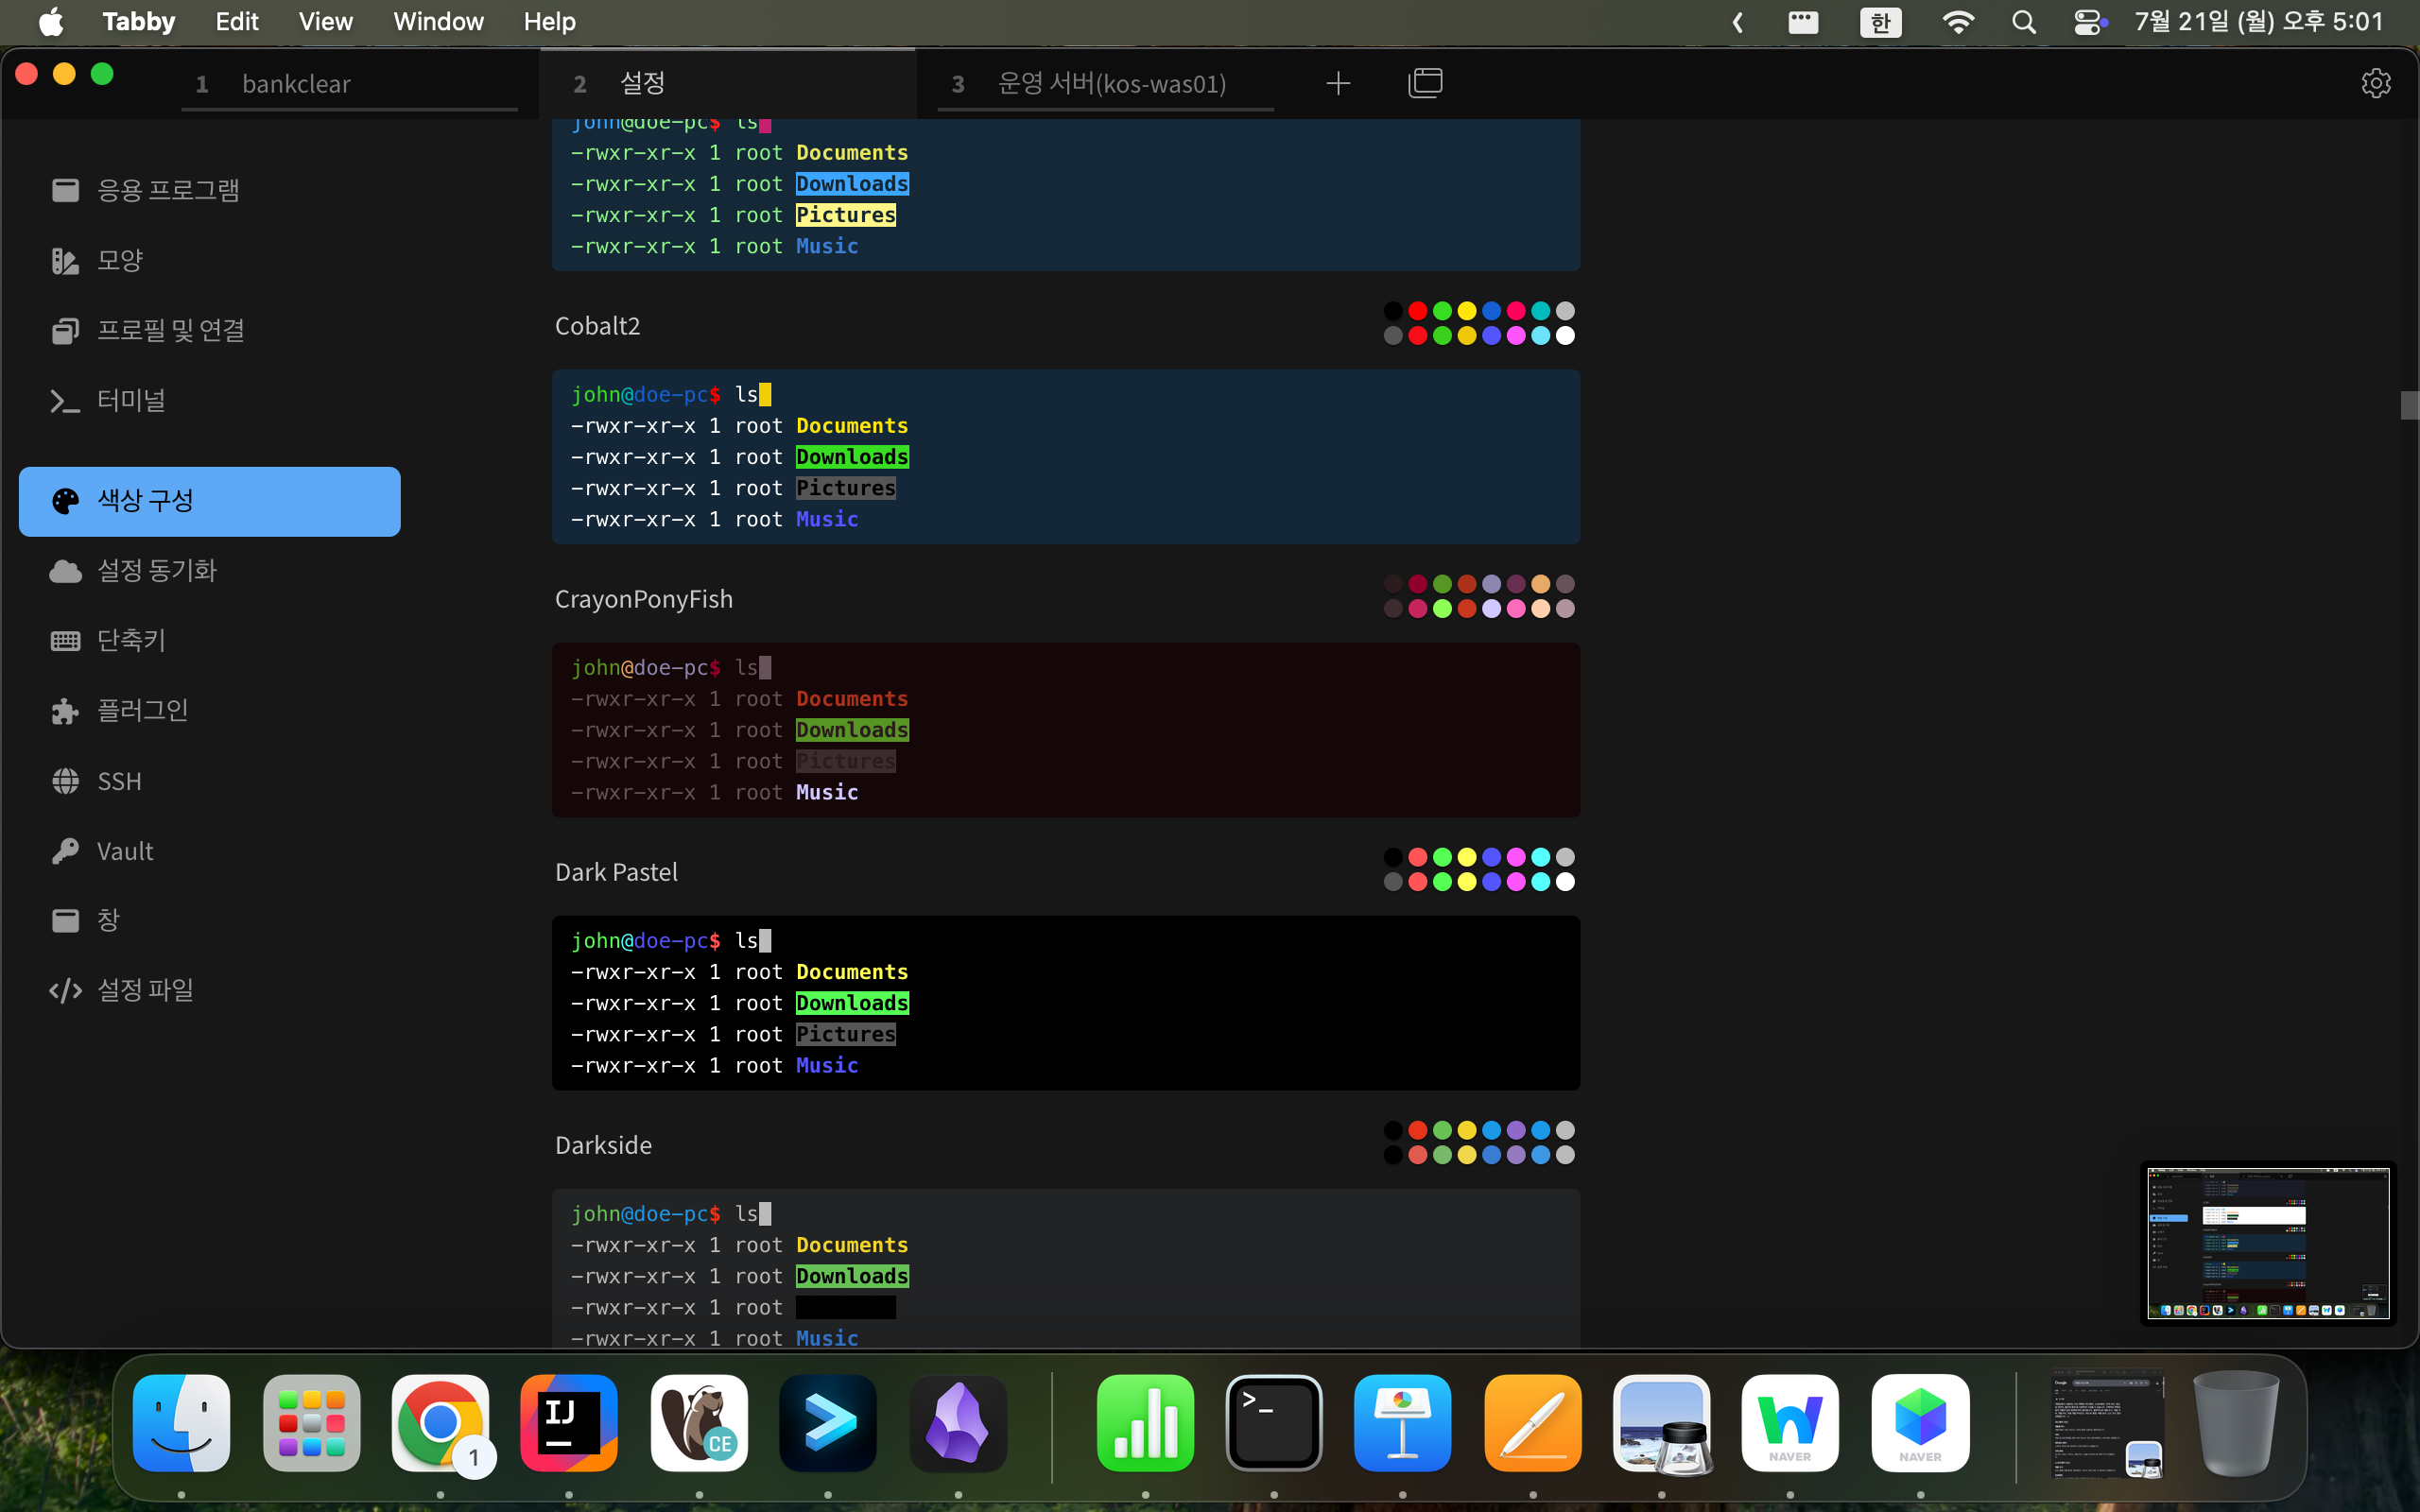 Tabby Edit View Window Help 한 7월 21일 (월) 오후 5:01
1 bankclear 2 설정 3 운영 서버(kos-was01)
응용 프로그램
모양
프로필 및 연결
터미널
색상 구성
설정 동기화
단축키
플러그인
SSH
Vault
창
설정 파일
john@doe-pc$ ls
-rwxr-xr-x 1 root Documents
-rwxr-xr-x 1 root Downloads
-rwxr-xr-x 1 root Pictures
-rwxr-xr-x 1 root Music
Cobalt2
john@doe-pc$ ls
-rwxr-xr-x 1 root Documents
-rwxr-xr-x 1 root Downloads
-rwxr-xr-x 1 root Pictures
-rwxr-xr-x 1 root Music
CrayonPonyFish
john@doe-pc$ ls
-rwxr-xr-x 1 root Documents
-rwxr-xr-x 1 root Downloads
-rwxr-xr-x 1 root Pictures
-rwxr-xr-x 1 root Music
Dark Pastel
john@doe-pc$ ls
-rwxr-xr-x 1 root Documents
-rwxr-xr-x 1 root Downloads
-rwxr-xr-x 1 root Pictures
-rwxr-xr-x 1 root Music
Darkside
john@doe-pc$ ls
-rwxr-xr-x 1 root Documents
-rwxr-xr-x 1 root Downloads
-rwxr-xr-x 1 root
-rwxr-xr-x 1 root Music
1 IJ CE >_ NAVER NAVER